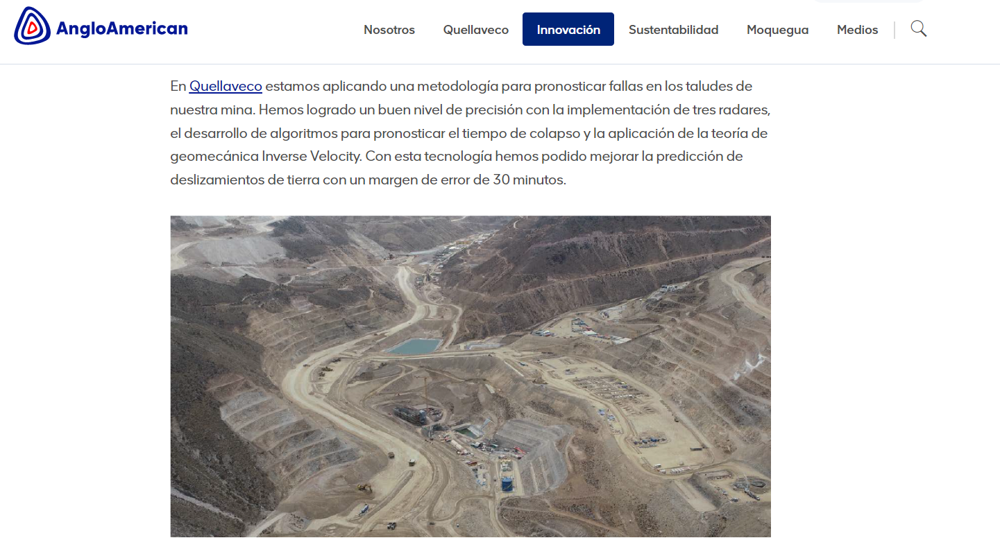 AngloAmerican
Nosotros Quellaveco Innovación Sustentabilidad Moquegua Medios
En Quellaveco estamos aplicando una metodología para pronosticar fallas en los taludes de
nuestra mina. Hemos logrado un buen nivel de precisión con la implementación de tres radares,
el desarrollo de algoritmos para pronosticar el tiempo de colapso y la aplicación de la teoría de
geomecánica Inverse Velocity. Con esta tecnología hemos podido mejorar la predicción de
deslizamientos de tierra con un margen de error de 30 minutos.